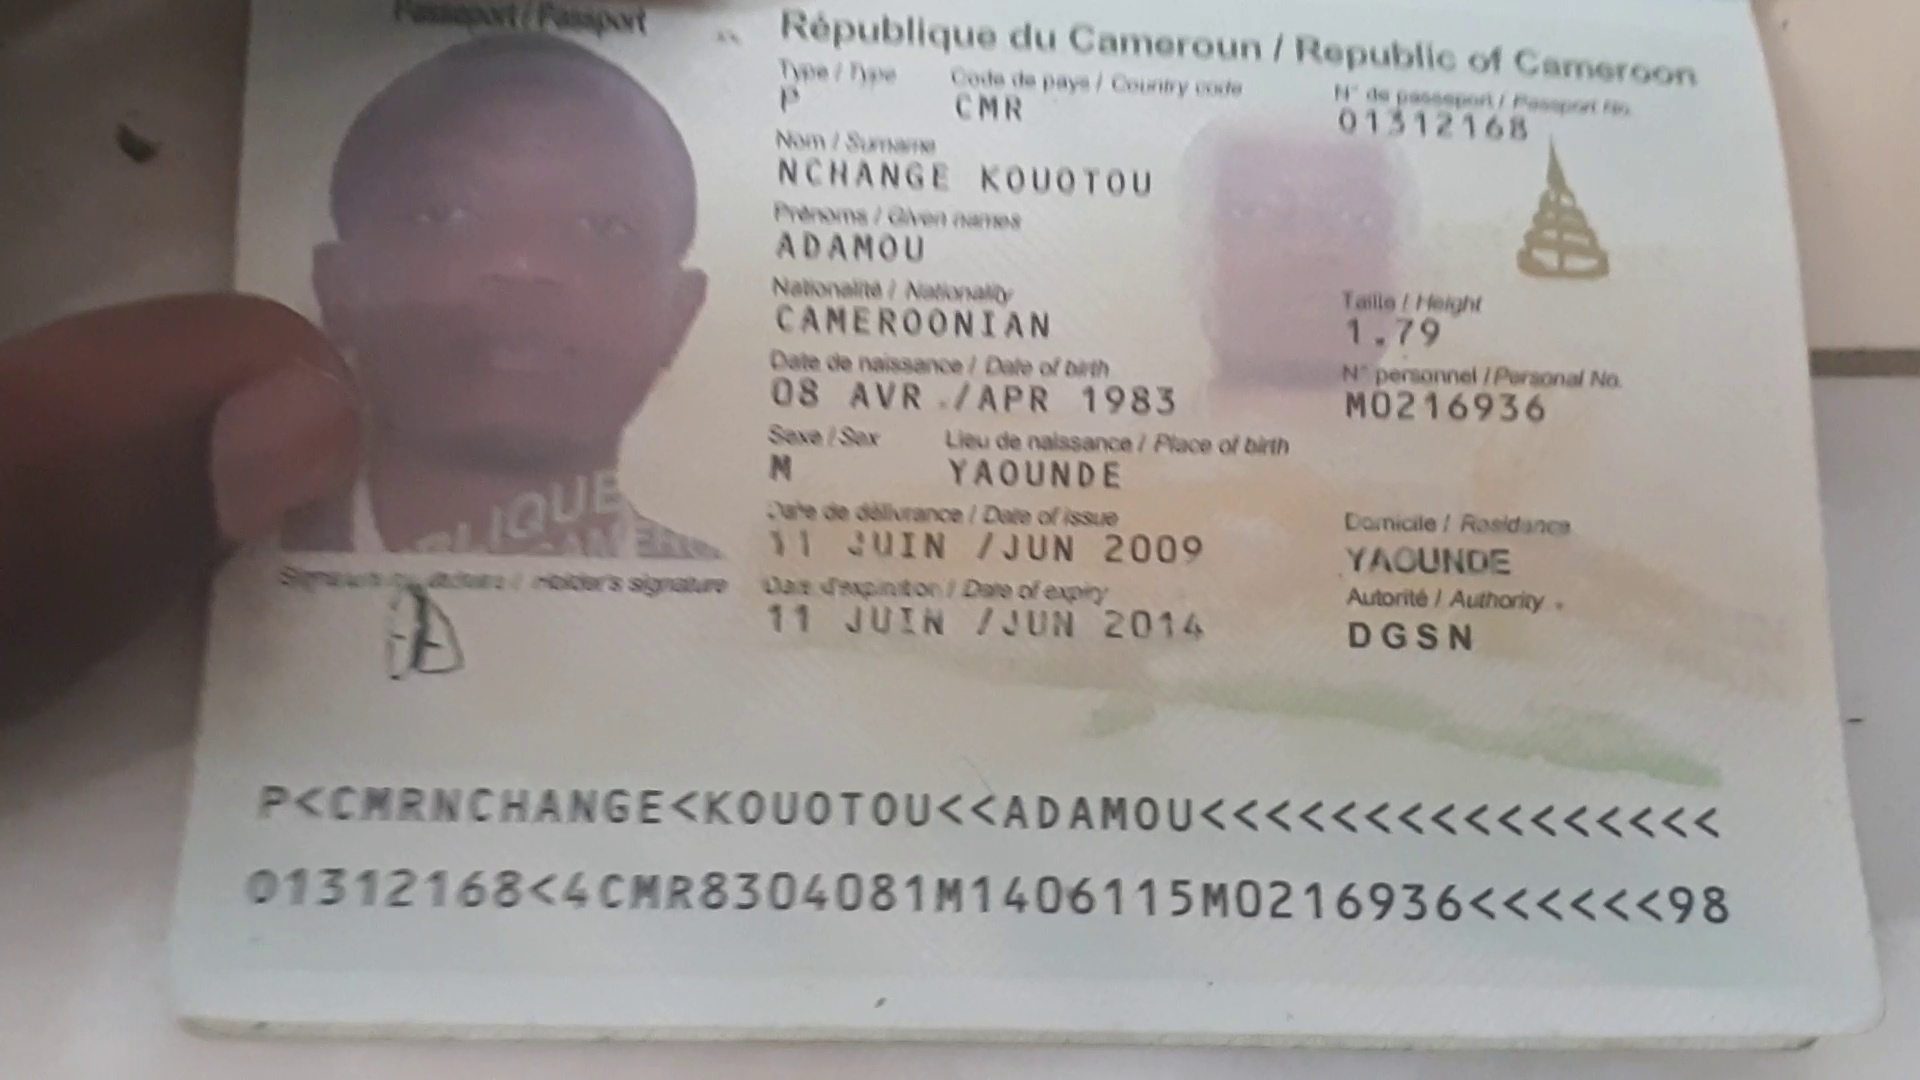 Passeport / Passport
République du Cameroun / Republic of Cameroon
Type / Type
Code de pays / Country code
N° de passeport / Passport No.
P
CMR
01312168
Nom / Surname
NCHANGE KOUOTOU
Prénoms / Given names
ADAMOU
Nationalité / Nationality
CAMEROONIAN
Taille / Height
1.79
Date de naissance / Date of birth
08 AVR ./APR 1983
N° personnel / Personal No.
M0216936
Sexe / Sex
Lieu de naissance / Place of birth
M
YAOUNDE
Date de délivrance / Date of issue
11 JUIN /JUN 2009
Domicile / Residence
YAOUNDE
Date d'expiration / Date of expiry
11 JUIN /JUN 2014
Autorité / Authority
DGSN
Holder's signature
P<CMRNCHANGE<KOUOTOU<<ADAMOU<<<<<<<<<<<<<<<<
01312168<4CMR8304081M1406115M0216936<<<<<<98